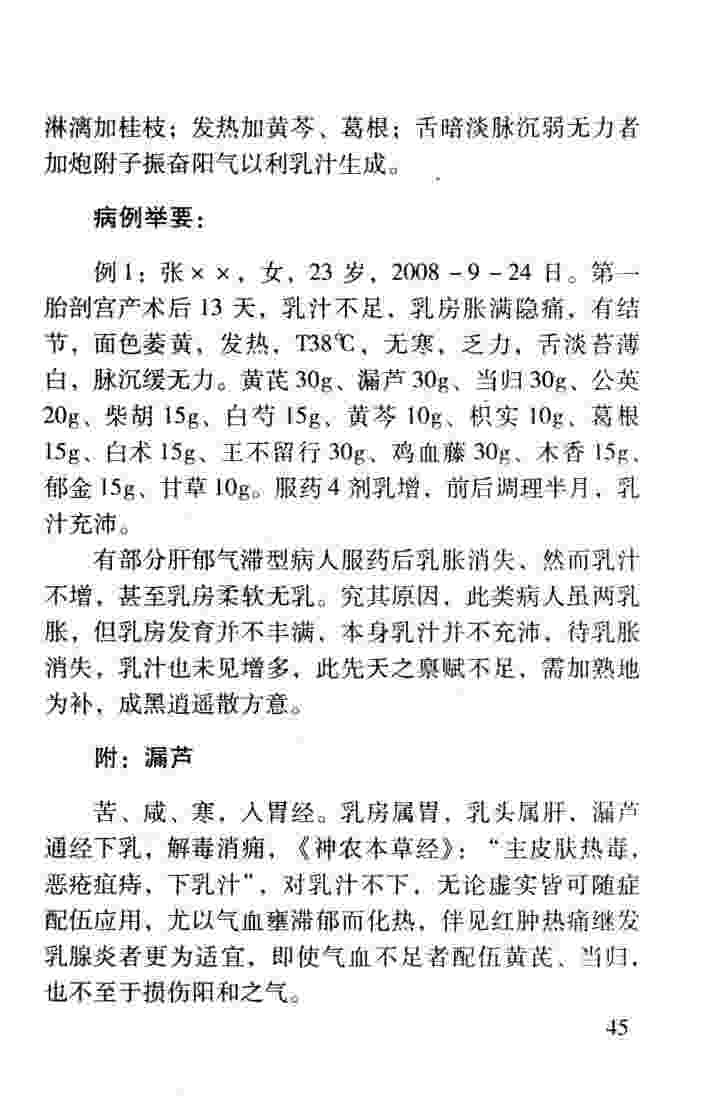 淋漓加桂枝；发热加黄芩、葛根；舌暗淡脉沉弱无力者
加炮附子振奋阳气以利乳汁生成。
病例举要：
例1：张××，女，23岁，2008-9-24日。第一
胎剖宫产术后13天，乳汁不足，乳房胀满隐痛，有结
节，面色萎黄，发热，T38℃，无寒，乏力，舌淡苔薄
白，脉沉缓无力。黄芪30g、漏芦30g、当归30g、公英
20g、柴胡15g、白芍15g、黄芩10g、枳实10g、葛根
15g、白术15g、王不留行30g、鸡血藤30g、木香15g、
郁金15g、甘草10g。服药4剂乳增，前后调理半月，乳
汁充沛。
有部分肝郁气滞型病人服药后乳胀消失、然而乳汁
不增，甚至乳房柔软无乳。究其原因，此类病人虽两乳
胀，但乳房发育并不丰满，本身乳汁并不充沛，待乳胀
消失，乳汁也未见增多，此先天之禀赋不足，需加熟地
为补，成黑逍遥散方意。
附：漏芦
苦、咸、寒，入胃经。乳房属胃，乳头属肝，漏芦
通经下乳，解毒消痈，《神农本草经》：“主皮肤热毒，
恶疮疽痔，下乳汁”，对乳汁不下，无论虚实皆可随症
配伍应用，尤以气血壅滞郁而化热，伴见红肿热痛继发
乳腺炎者更为适宜，即使气血不足者配伍黄芪、当归，
也不至于损伤阳和之气。
45